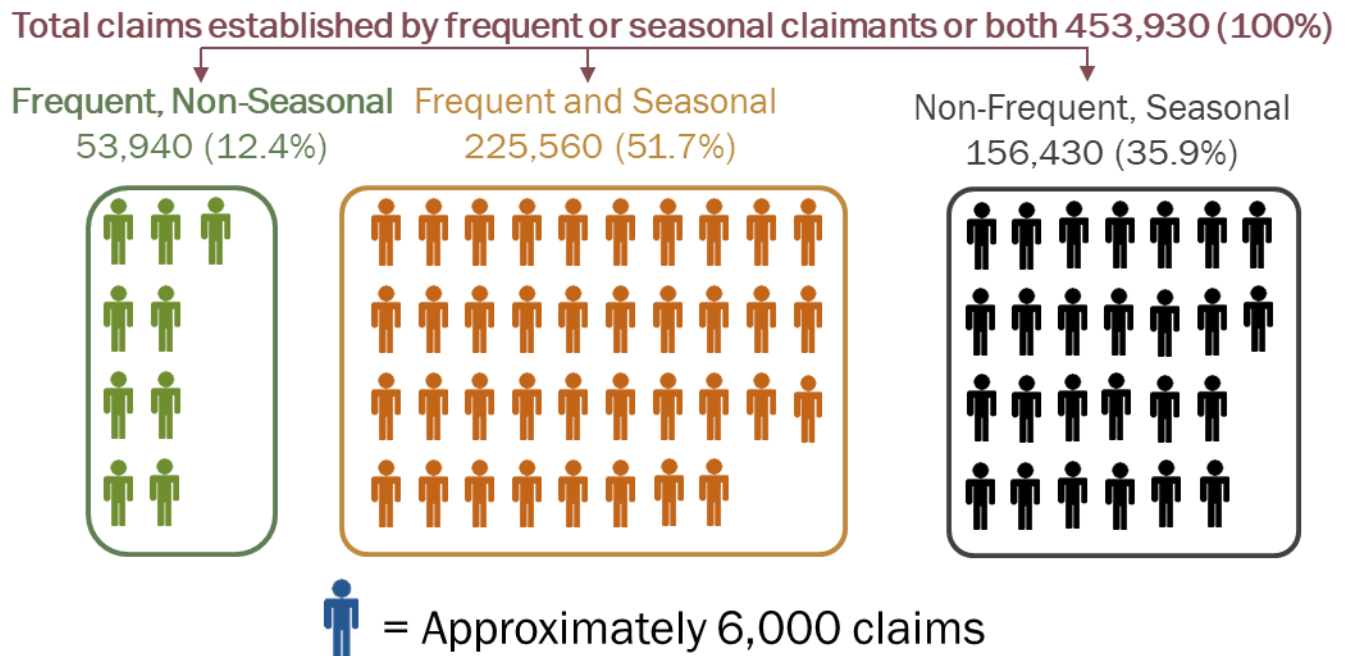 Total claims established by frequent or seasonal claimants or both 453,930 (100%)
Frequent, Non-Seasonal
53,940 (12.4%)
Frequent and Seasonal
225,560 (51.7%)
Non-Frequent, Seasonal
156,430 (35.9%)
= Approximately 6,000 claims